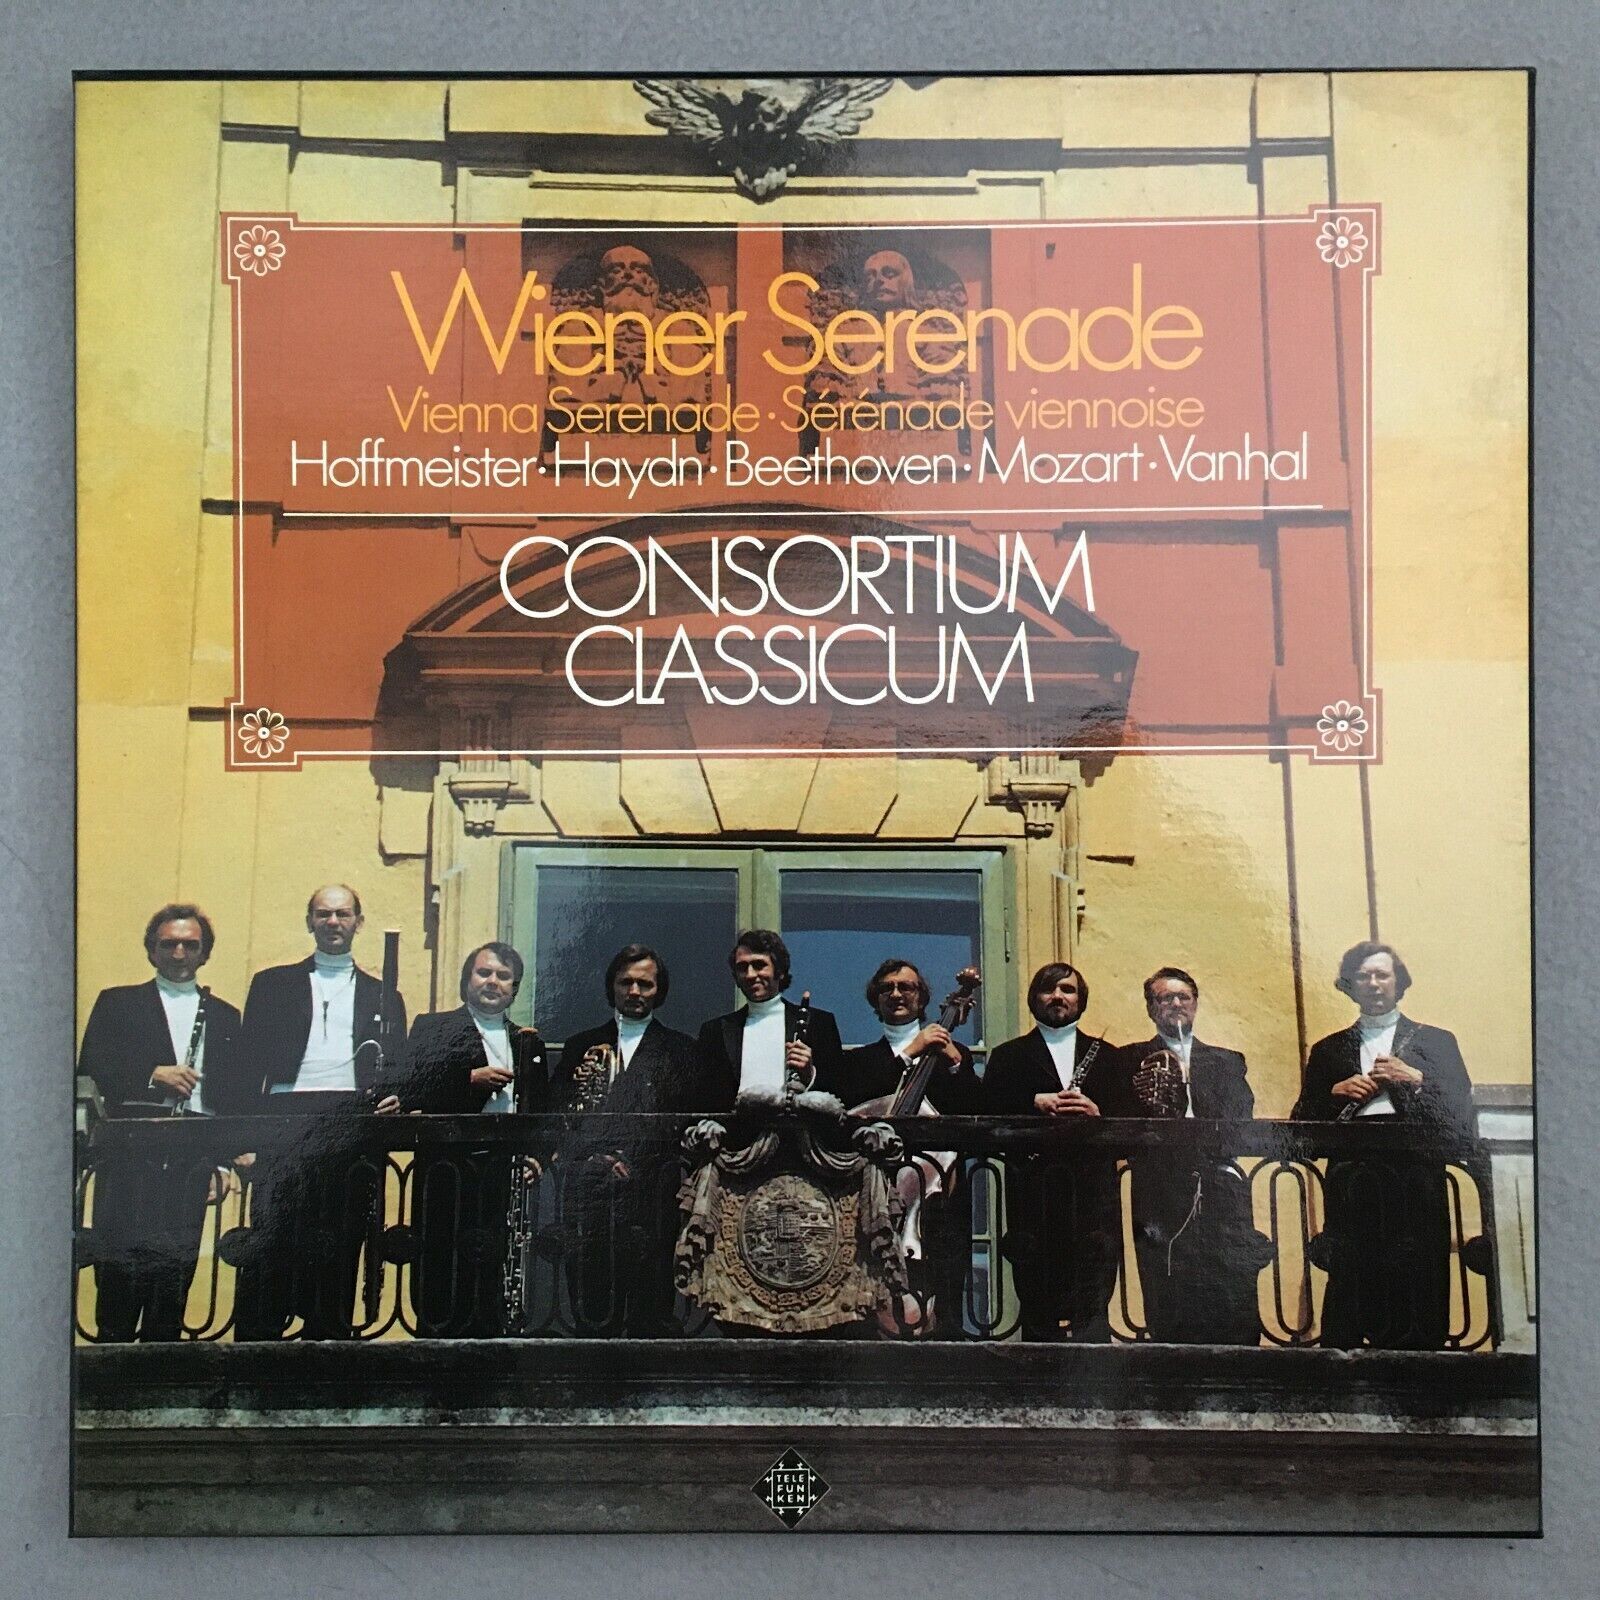 Wiener Serenade
Vienna Serenade · Sérénade viennoise
Hoffmeister · Haydn · Beethoven · Mozart · Vanhal
CONSORTIUM
CLASSICUM
TELE
FUN
KEN